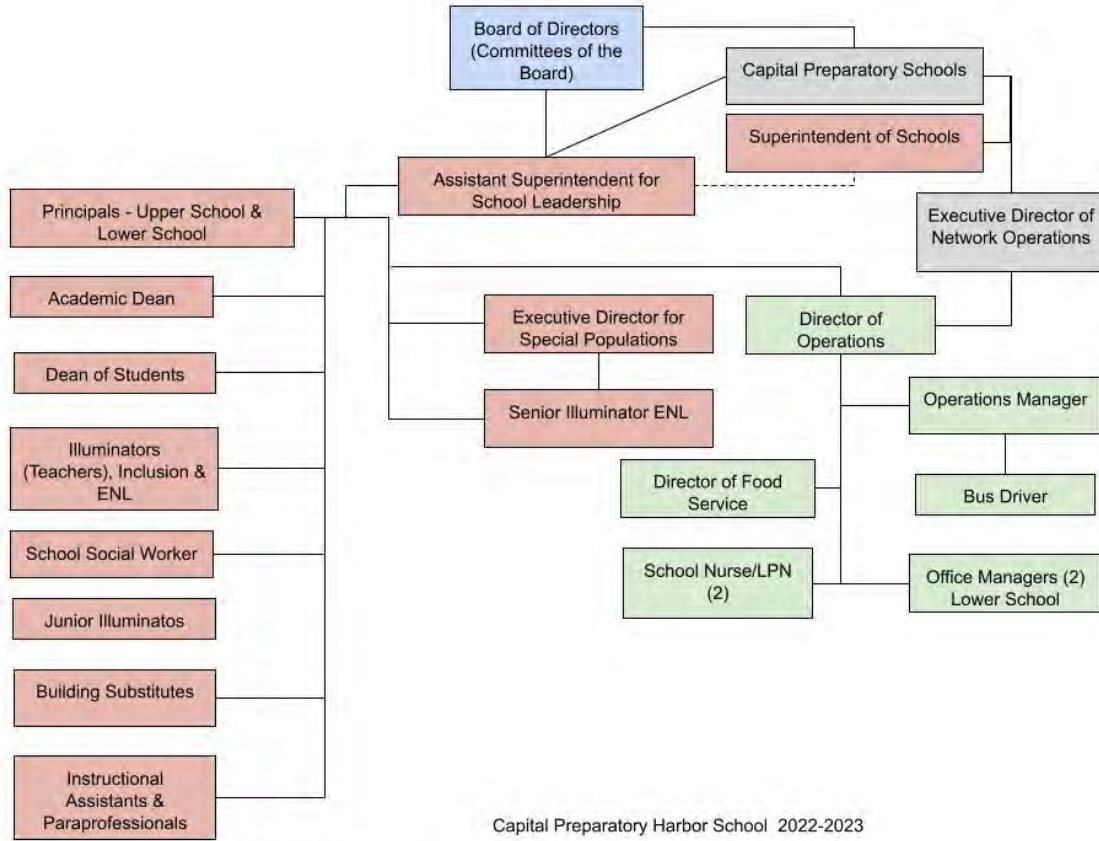 Board of Directors
(Committees of the
Board)
Capital Preparatory Schools
Superintendent of Schools
Assistant Superintendent for
School Leadership
Principals - Upper School &
Lower School
Executive Director of
Network Operations
Academic Dean
Executive Director for
Special Populations
Director of
Operations
Dean of Students
Senior Illuminator ENL
Operations Manager
Illuminators
(Teachers), Inclusion &
ENL
Director of Food
Service
Bus Driver
School Social Worker
School Nurse/LPN
(2)
Office Managers (2)
Lower School
Junior Illuminatos
Building Substitutes
Instructional
Assistants &
Paraprofessionals
Capital Preparatory Harbor School 2022-2023